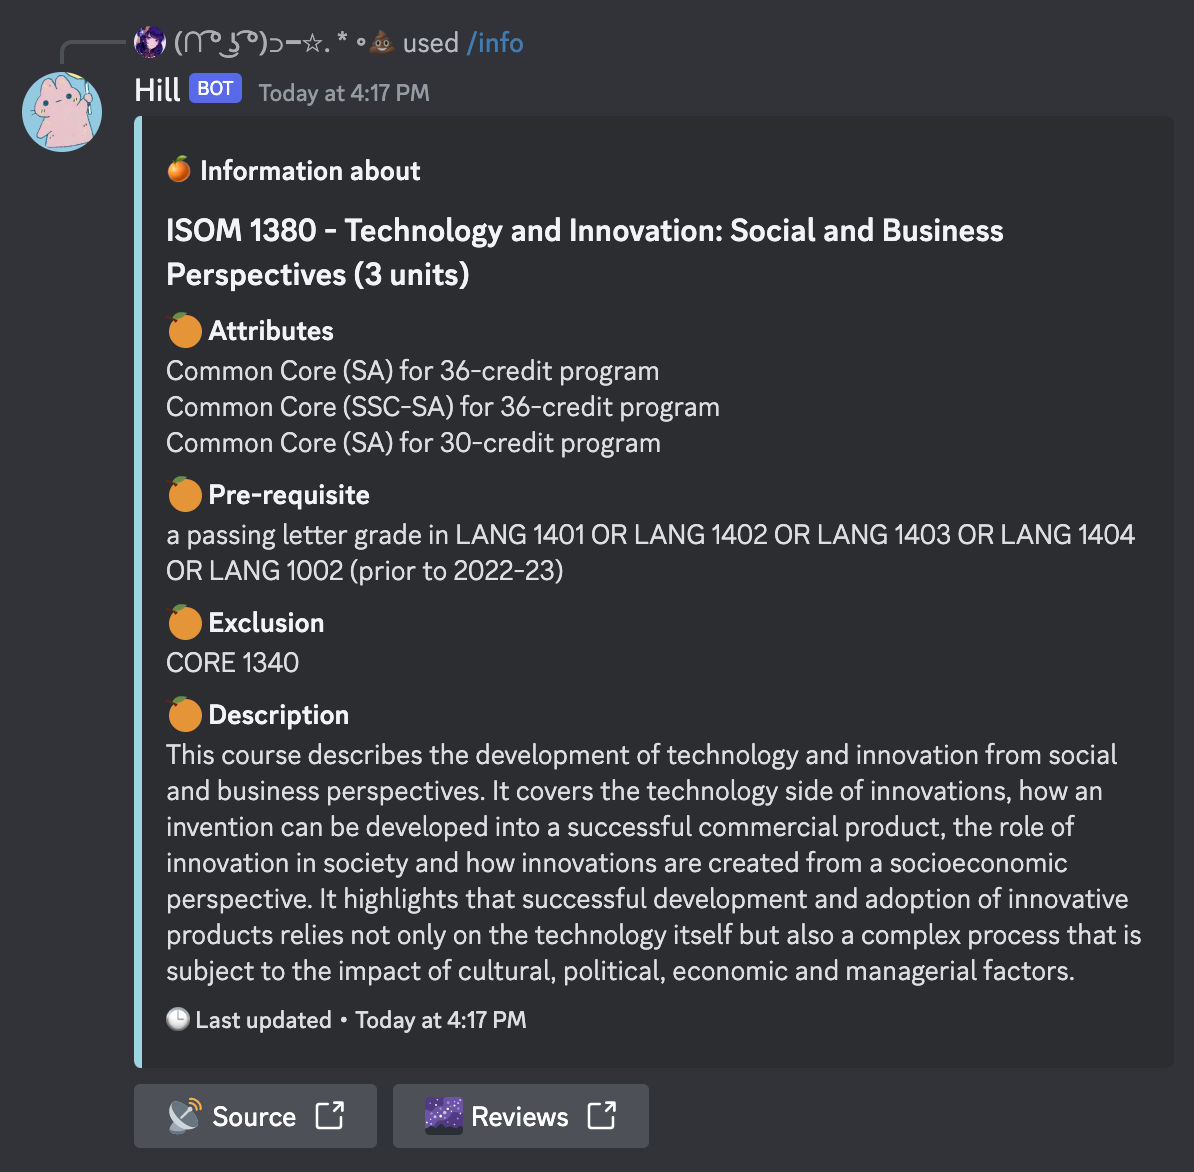 (∩ ͡° ͜ʖ ͡°)⊃━☆. * ∘💩 used /info
Hill BOT Today at 4:17 PM
🍊 Information about
ISOM 1380 - Technology and Innovation: Social and Business
Perspectives (3 units)
Attributes
Common Core (SA) for 36-credit program
Common Core (SSC-SA) for 36-credit program
Common Core (SA) for 30-credit program
Pre-requisite
a passing letter grade in LANG 1401 OR LANG 1402 OR LANG 1403 OR LANG 1404
OR LANG 1002 (prior to 2022-23)
Exclusion
CORE 1340
Description
This course describes the development of technology and innovation from social
and business perspectives. It covers the technology side of innovations, how an
invention can be developed into a successful commercial product, the role of
innovation in society and how innovations are created from a socioeconomic
perspective. It highlights that successful development and adoption of innovative
products relies not only on the technology itself but also a complex process that is
subject to the impact of cultural, political, economic and managerial factors.
🕒 Last updated • Today at 4:17 PM
Source
Reviews